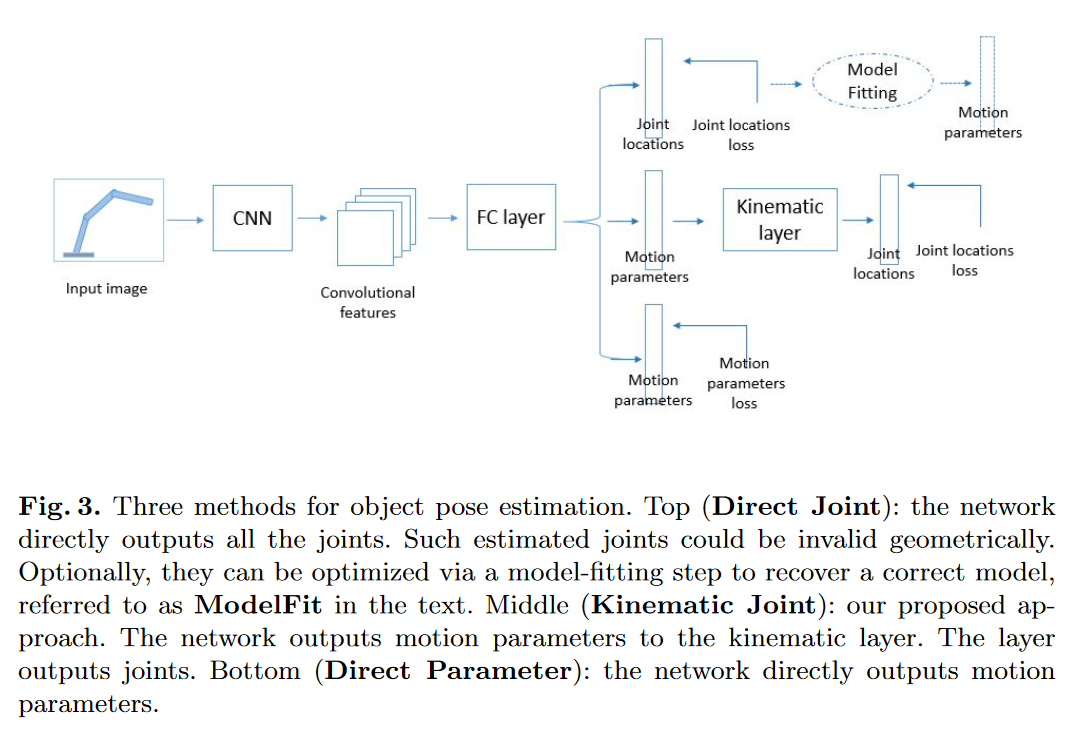 Model
Fitting
Joint
locations
Joint locations
loss
Motion
parameters
Input image
CNN
Convolutional
features
FC layer
Motion
parameters
Kinematic
layer
Joint
locations
Joint locations
loss
Motion
parameters
Motion
parameters
loss
Fig. 3. Three methods for object pose estimation. Top (Direct Joint): the network
directly outputs all the joints. Such estimated joints could be invalid geometrically.
Optionally, they can be optimized via a model-fitting step to recover a correct model,
referred to as ModelFit in the text. Middle (Kinematic Joint): our proposed ap-
proach. The network outputs motion parameters to the kinematic layer. The layer
outputs joints. Bottom (Direct Parameter): the network directly outputs motion
parameters.